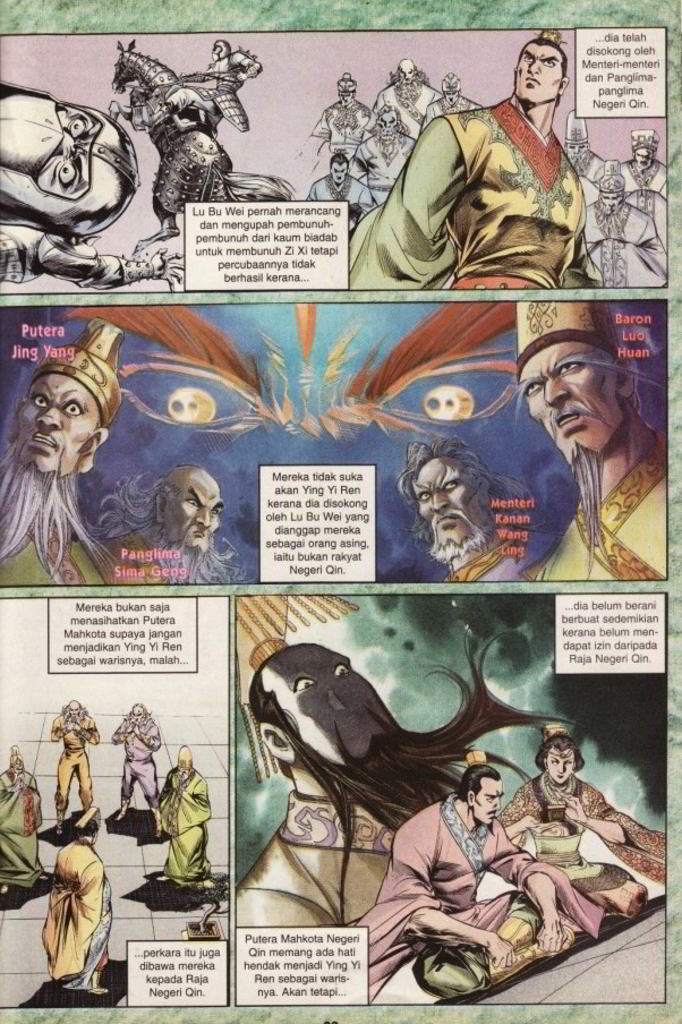 Lu Bu Wei pernah merancang
dan mengupah pembunuh-
pembunuh dari kaum biadab
untuk membunuh Zi Xi tetapi
percubaannya tidak
berhasil kerana...
...dia telah
disokong oleh
Menteri-menteri
dan Panglima-
panglima
Negeri Qin.
Putera
Jing Yang
Panglima
Sima Geng
Mereka tidak suka
akan Ying Yi Ren
kerana dia disokong
oleh Lu Bu Wei yang
dianggap mereka
sebagai orang asing,
iaitu bukan rakyat
Negeri Qin.
Menteri
Kanan
Wang
Ling
Baron
Luo
Huan
Mereka bukan saja
menasihatkan Putera
Mahkota supaya jangan
menjadikan Ying Yi Ren
sebagai warisnya, malah...
...perkara itu juga
dibawa mereka
kepada Raja
Negeri Qin.
...dia belum berani
berbuat sedemikian
kerana belum men-
dapat izin daripada
Raja Negeri Qin.
Putera Mahkota Negeri
Qin memang ada hati
hendak menjadi Ying Yi
Ren sebagai waris-
nya. Akan tetapi...